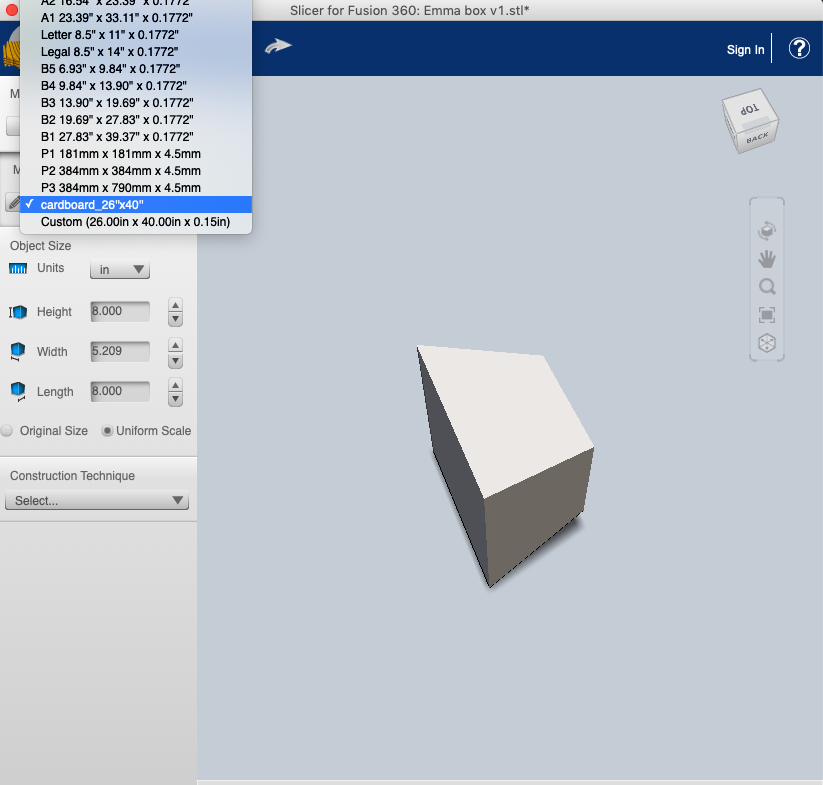 Slicer for Fusion 360: Emma box v1.stl*
A2 16.54" x 23.39" x 0.1772"
A1 23.39" x 33.11" x 0.1772"
Letter 8.5" x 11" x 0.1772"
Legal 8.5" x 14" x 0.1772"
B5 6.93" x 9.84" x 0.1772"
B4 9.84" x 13.90" x 0.1772"
B3 13.90" x 19.69" x 0.1772"
B2 19.69" x 27.83" x 0.1772"
B1 27.83" x 39.37" x 0.1772"
P1 181mm x 181mm x 4.5mm
P2 384mm x 384mm x 4.5mm
P3 384mm x 790mm x 4.5mm
✓ cardboard_26"x40"
Custom (26.00in x 40.00in x 0.15in)
Sign In
?
M
M
Object Size
Units in
Height 8.000
Width 5.209
Length 8.000
Original Size Uniform Scale
Construction Technique
Select...
TOP
BACK